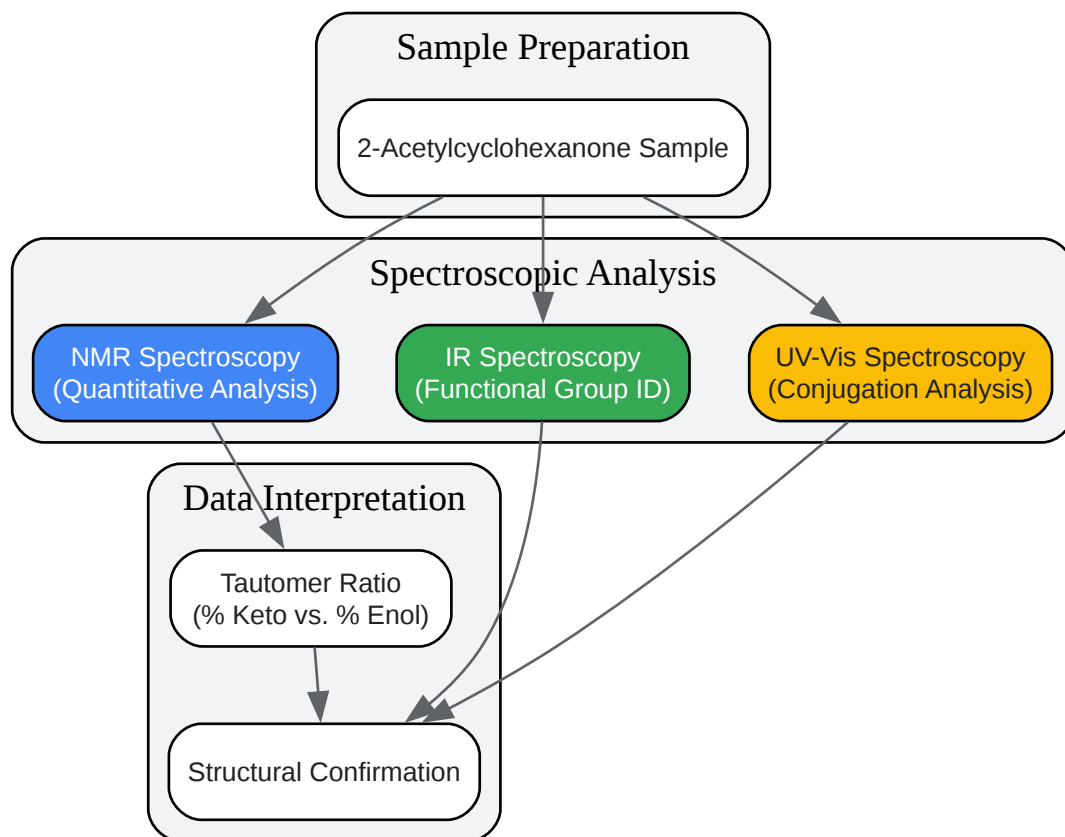 Sample Preparation
2-Acetylcyclohexanone Sample
Spectroscopic Analysis
NMR Spectroscopy
(Quantitative Analysis)
IR Spectroscopy
(Functional Group ID)
UV-Vis Spectroscopy
(Conjugation Analysis)
Data Interpretation
Tautomer Ratio
(% Keto vs. % Enol)
Structural Confirmation